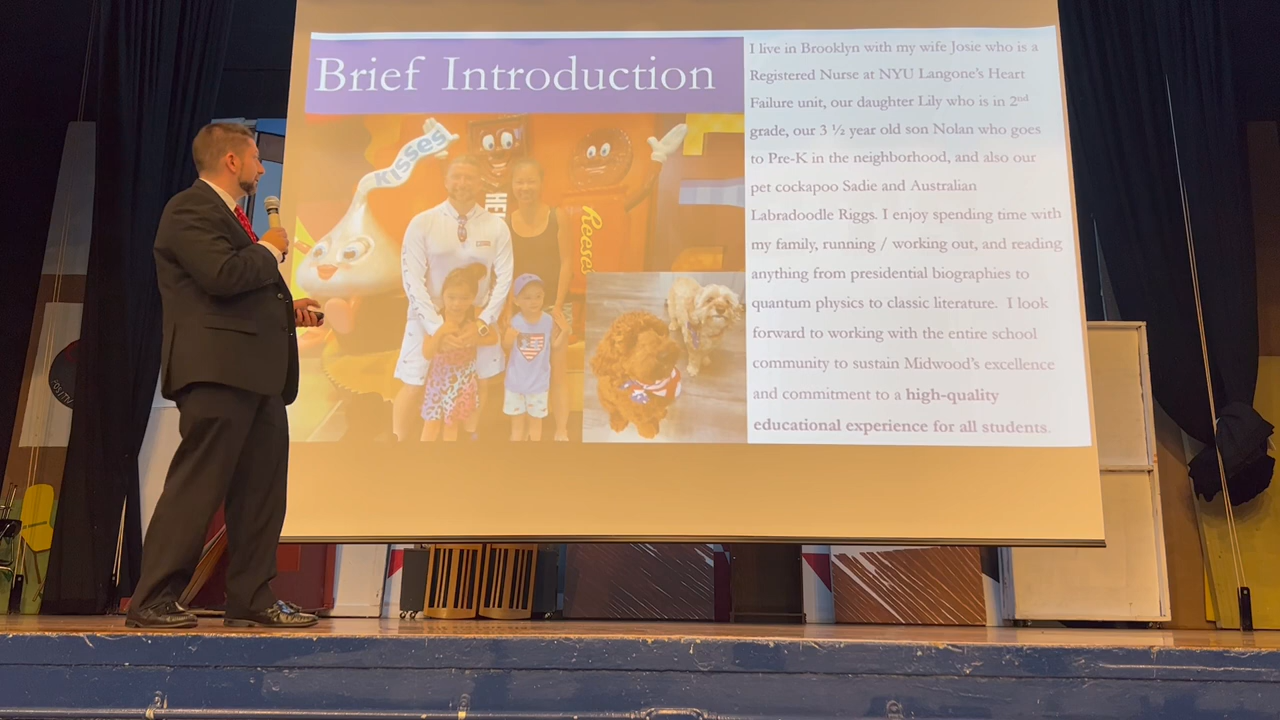 Brief Introduction
I live in Brooklyn with my wife Josie who is a
Registered Nurse at NYU Langone's Heart
Failure unit, our daughter Lily who is in 2nd
grade, our 3 ½ year old son Nolan who goes
to Pre-K in the neighborhood, and also our
pet cockapoo Sadie and Australian
Labradoodle Riggs. I enjoy spending time with
my family, running / working out, and reading
anything from presidential biographies to
quantum physics to classic literature. I look
forward to working with the entire school
community to sustain Midwood's excellence
and commitment to a high-quality
educational experience for all students.
KISSES
HE
Reese's